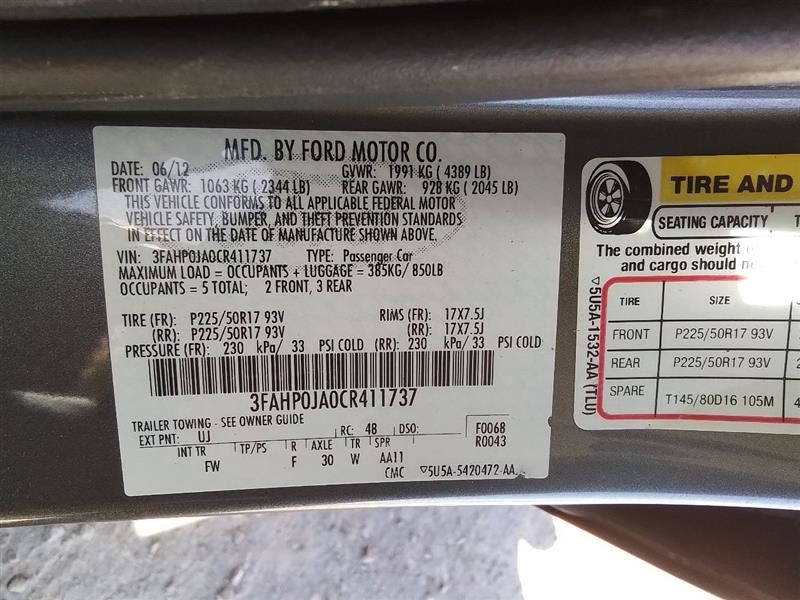 MFD. BY FORD MOTOR CO.
DATE: 06/12 GVWR: 1991 KG ( 4389 LB)
FRONT GAWR: 1063 KG ( 2344 LB) REAR GAWR: 928 KG ( 2045 LB)
THIS VEHICLE CONFORMS TO ALL APPLICABLE FEDERAL MOTOR
VEHICLE SAFETY, BUMPER, AND THEFT PREVENTION STANDARDS
IN EFFECT ON THE DATE OF MANUFACTURE SHOWN ABOVE.
VIN: 3FAHP0JA0CR411737 TYPE: Passenger Car
MAXIMUM LOAD = OCCUPANTS + LUGGAGE = 385KG/ 850LB
OCCUPANTS = 5 TOTAL; 2 FRONT, 3 REAR
TIRE (FR): P225/50R17 93V RIMS (FR): 17X7.5J
(RR): P225/50R17 93V (RR): 17X7.5J
PRESSURE (FR): 230 kPa/ 33 PSI COLD (RR): 230 kPa/ 33 PSI COLD
3FAHP0JA0CR411737
TRAILER TOWING - SEE OWNER GUIDE
EXT PNT: UJ RC: 48 DSO: F0068
R0043
INT TR TP/PS R AXLE TR SPR
FW F 30 W AA11
CMC ▽5U5A-5420472-AA
TIRE AND
SEATING CAPACITY
The combined weight
and cargo should
▽5U5A-1532-AA (TLU)
TIRE SIZE
FRONT P225/50R17 93V
REAR P225/50R17 93V
SPARE T145/80D16 105M